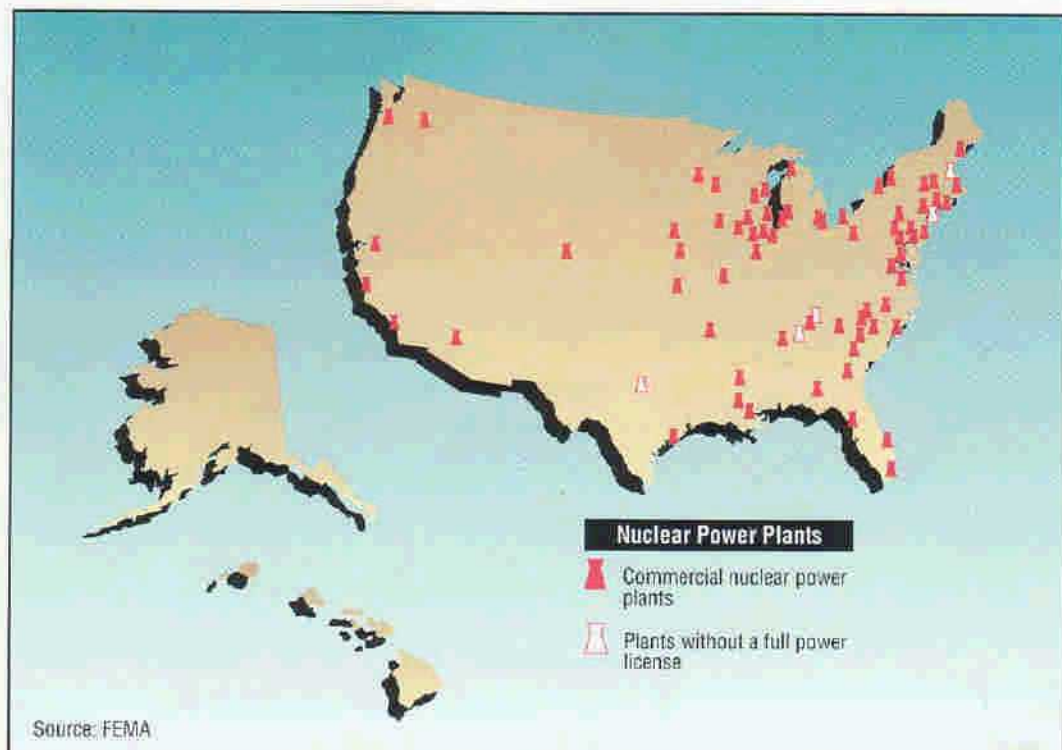 Nuclear Power Plants
Commercial nuclear power
plants
Plants without a full power
license
Source: FEMA